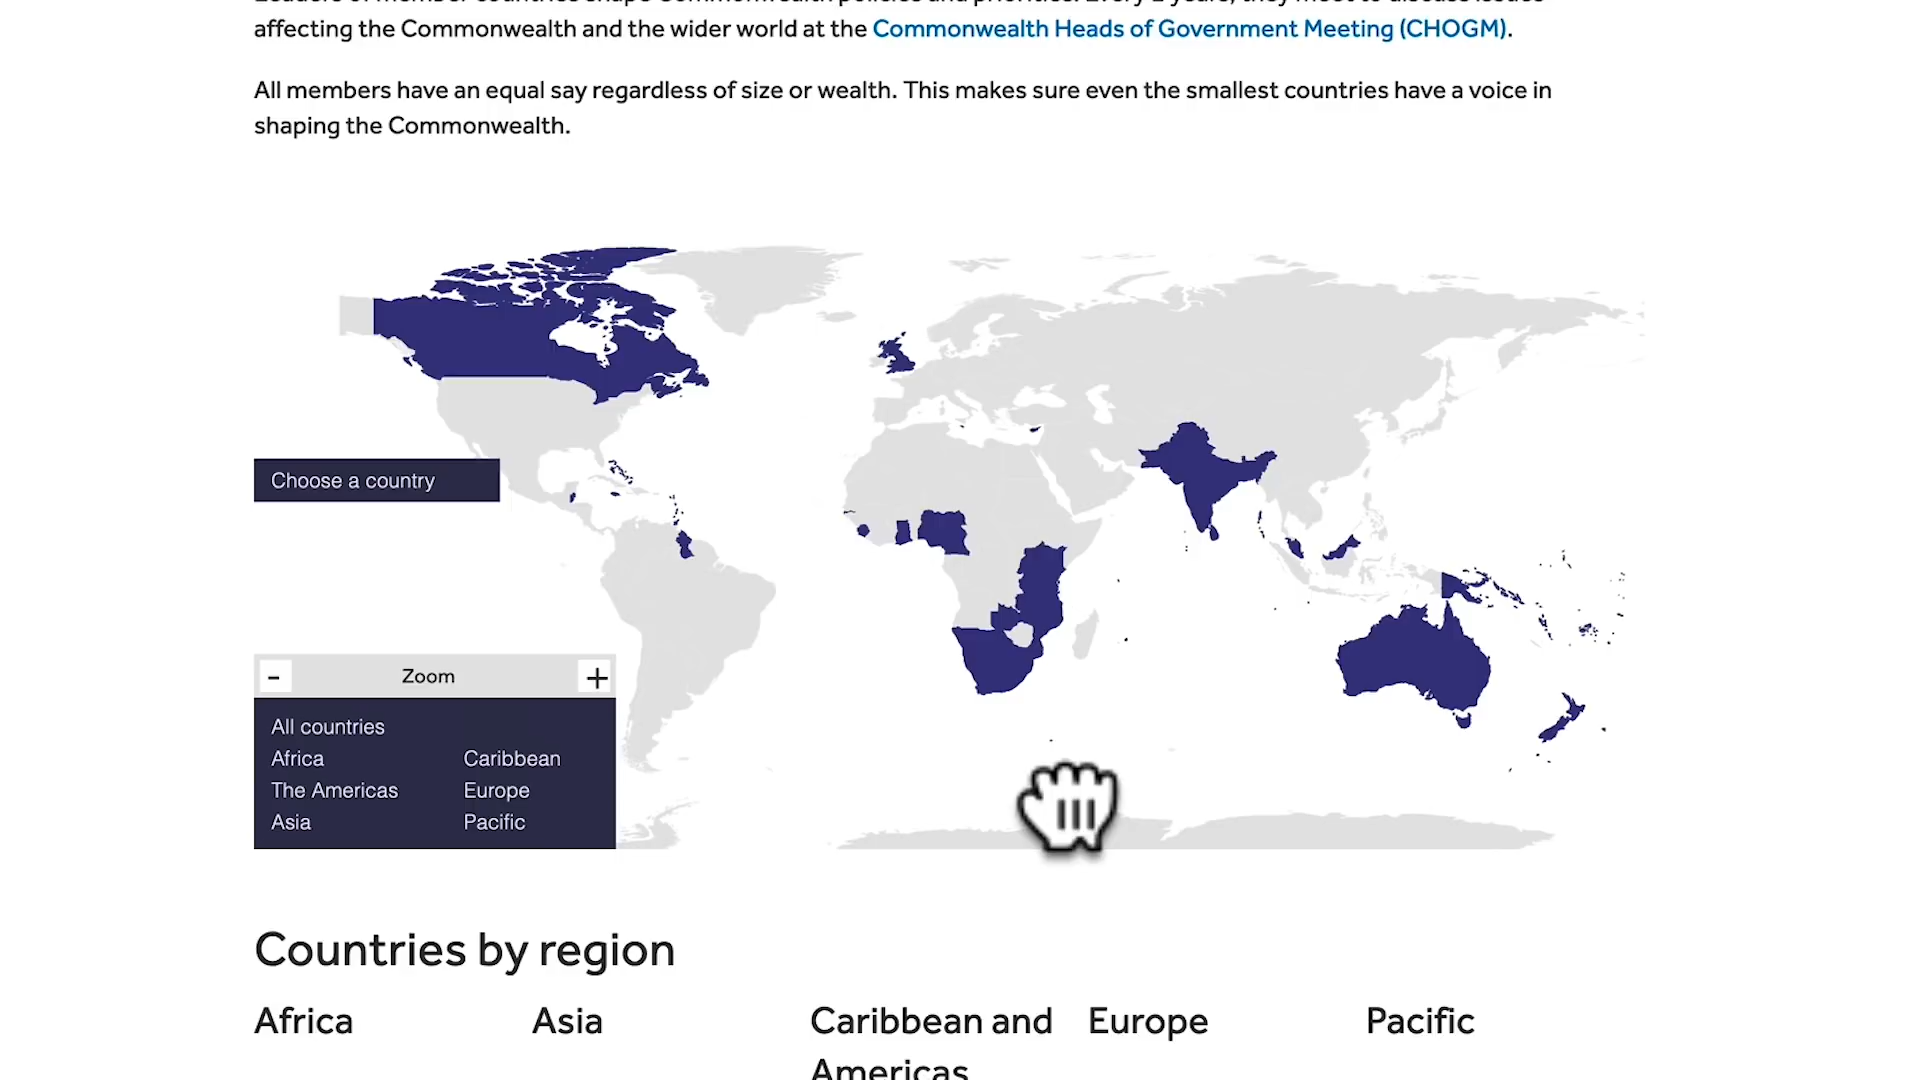 affecting the Commonwealth and the wider world at the Commonwealth Heads of Government Meeting (CHOGM).
All members have an equal say regardless of size or wealth. This makes sure even the smallest countries have a voice in
shaping the Commonwealth.
Choose a country
- Zoom +
All countries
Africa Caribbean
The Americas Europe
Asia Pacific
Countries by region
Africa Asia Caribbean and Europe Pacific
Americas